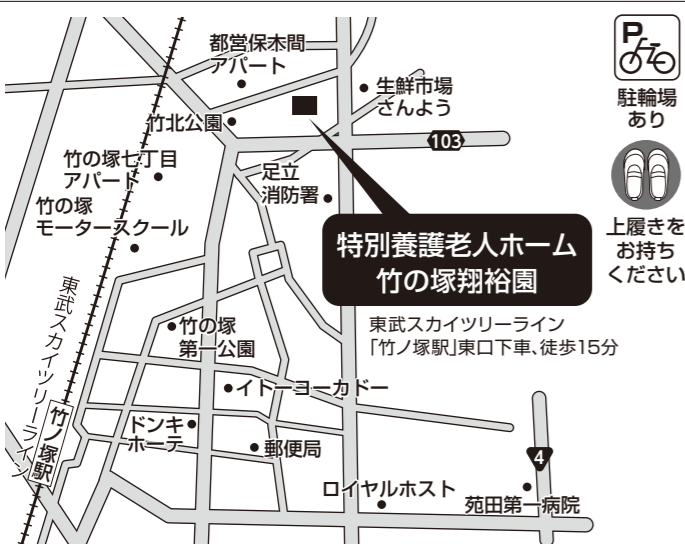 都営保木間
アパート
生鮮市場
さんよう
竹北公園
103
竹の塚七丁目
アパート
足立
消防署
竹の塚
モータースクール
特別養護老人ホーム
竹の塚翔裕園
東武スカイツリーライン
「竹ノ塚駅」東口下車、徒歩15分
東武スカイツリーライン
竹の塚
第一公園
イトーヨーカドー
竹ノ塚駅
ドンキ
ホーテ
郵便局
4
ロイヤルホスト
苑田第一病院
P
駐輪場
あり
上履きを
お持ち
ください